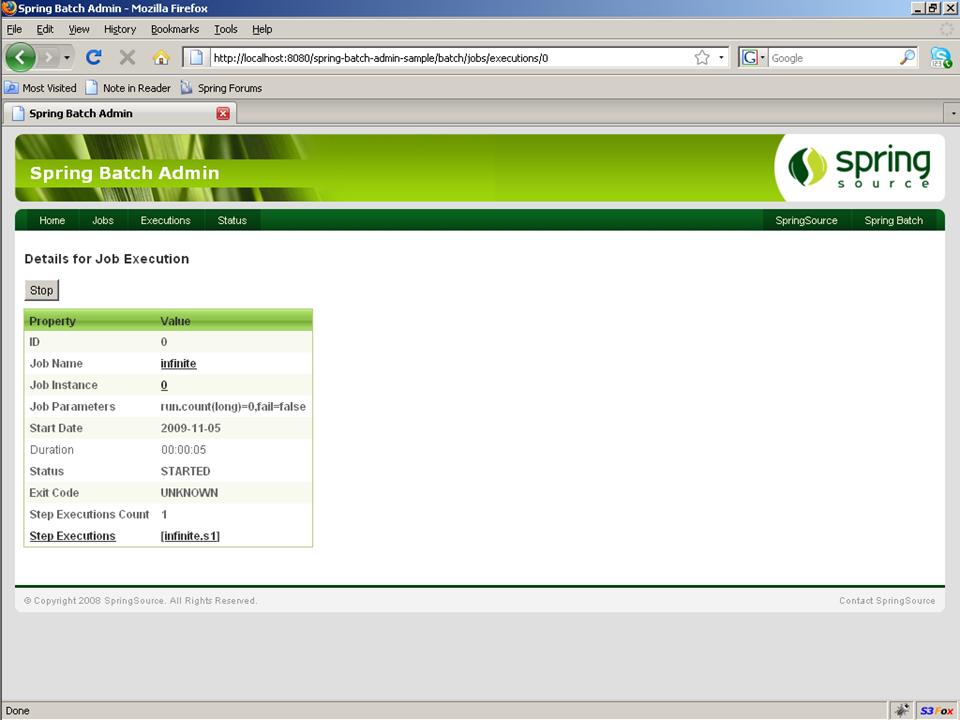 Spring Batch Admin - Mozilla Firefox
File Edit View History Bookmarks Tools Help
http://localhost:8080/spring-batch-admin-sample/batch/jobs/executions/0
G Google
Most Visited Note in Reader Spring Forums
Spring Batch Admin
Spring Batch Admin
spring
source
Home Jobs Executions Status SpringSource Spring Batch
Details for Job Execution
Stop
Property Value
ID 0
Job Name infinite
Job Instance 0
Job Parameters run.count(long)=0,fail=false
Start Date 2009-11-05
Duration 00:00:05
Status STARTED
Exit Code UNKNOWN
Step Executions Count 1
Step Executions [infinite.s1]
© Copyright 2008 SpringSource. All Rights Reserved. Contact SpringSource
Done S3Fox